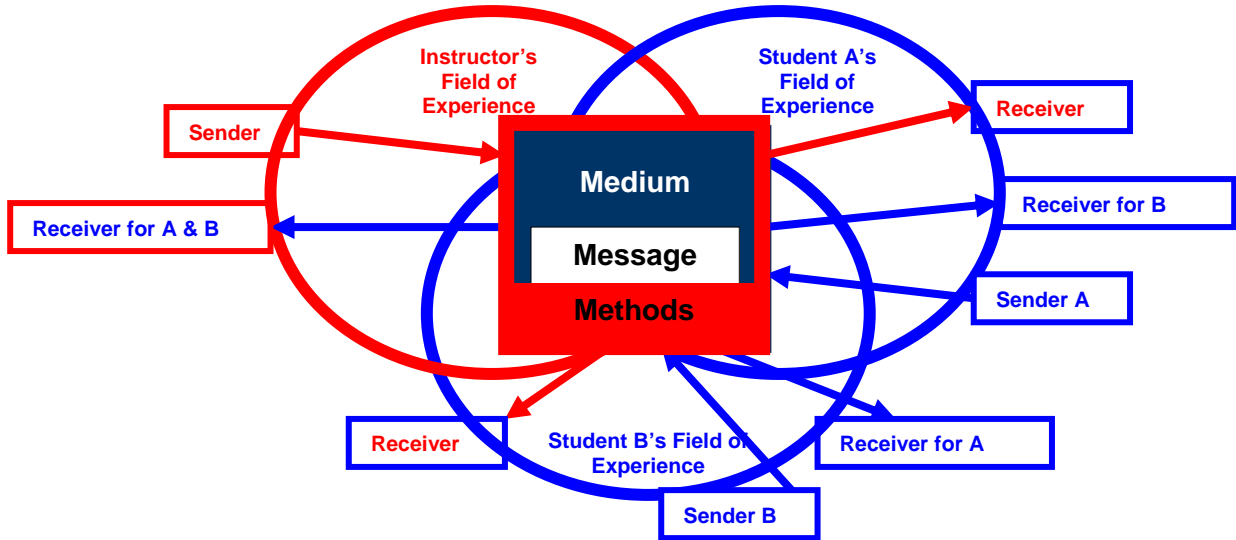 Instructor’s
Field of
Experience
Student A’s
Field of
Experience
Sender
Receiver
Medium
Receiver for B
Receiver for A & B
Message
Sender A
Methods
Receiver
Student B’s Field of
Experience
Receiver for A
Sender B